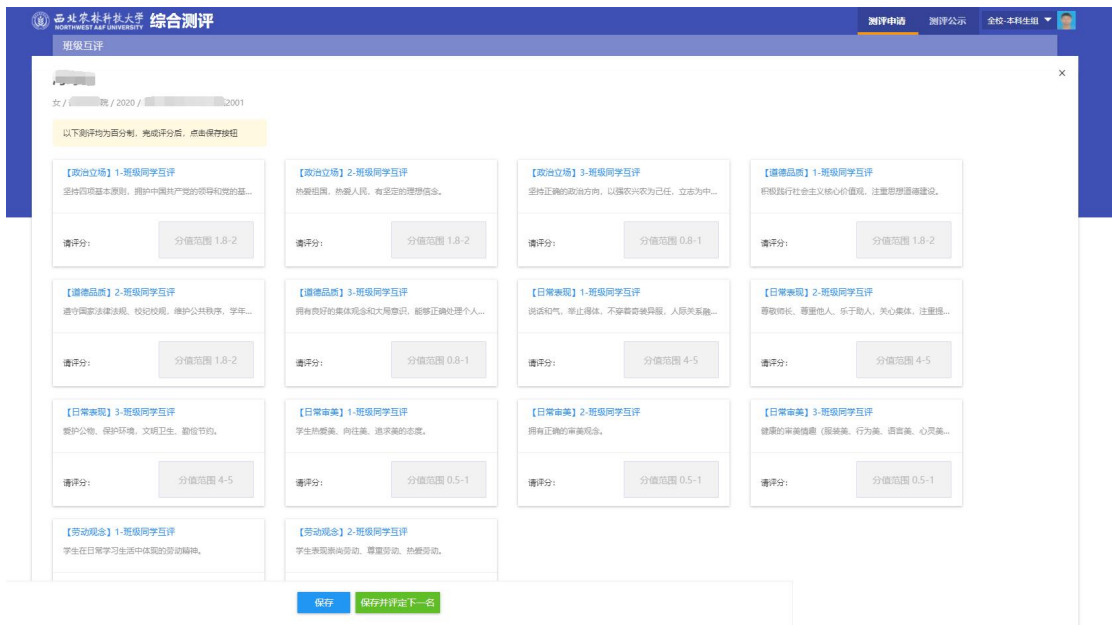 西北农林科技大学 综合测评
NORTHWEST A&F UNIVERSITY
测评申请 测评公示 全校-本科生组
班级互评
×
女 / 院 / 2020 / 2001
以下测评均为百分制，完成评分后，点击保存按钮
【政治立场】1-班级同学互评
坚持四项基本原则，拥护中国共产党的领导和党的基...
请评分： 分值范围 1.8-2
【政治立场】2-班级同学互评
热爱祖国、热爱人民、有坚定的理想信念。
请评分： 分值范围 1.8-2
【政治立场】3-班级同学互评
坚持正确的政治方向，以强农兴农为己任，立志为中...
请评分： 分值范围 0.8-1
【道德品质】1-班级同学互评
积极践行社会主义核心价值观，注重思想道德建设。
请评分： 分值范围 1.8-2
【道德品质】2-班级同学互评
遵守国家法律法规、校纪校规，维护公共秩序，学年...
请评分： 分值范围 1.8-2
【道德品质】3-班级同学互评
拥有良好的集体观念和大局意识，能够正确处理个人...
请评分： 分值范围 0.8-1
【日常表现】1-班级同学互评
说话和气，举止得体，不穿着奇装异服，人际关系融...
请评分： 分值范围 4-5
【日常表现】2-班级同学互评
尊敬师长、尊重他人、乐于助人、关心集体，注重提...
请评分： 分值范围 4-5
【日常表现】3-班级同学互评
爱护公物、保护环境，文明卫生，勤俭节约。
请评分： 分值范围 4-5
【日常审美】1-班级同学互评
学生热爱美、向往美、追求美的态度。
请评分： 分值范围 0.5-1
【日常审美】2-班级同学互评
拥有正确的审美观念。
请评分： 分值范围 0.5-1
【日常审美】3-班级同学互评
健康的审美情趣（服装美、行为美、语言美、心灵美...
请评分： 分值范围 0.5-1
【劳动观念】1-班级同学互评
学生在日常学习生活中体现的劳动精神。
【劳动观念】2-班级同学互评
学生表现崇尚劳动、尊重劳动、热爱劳动。
保存 保存并评定下一名